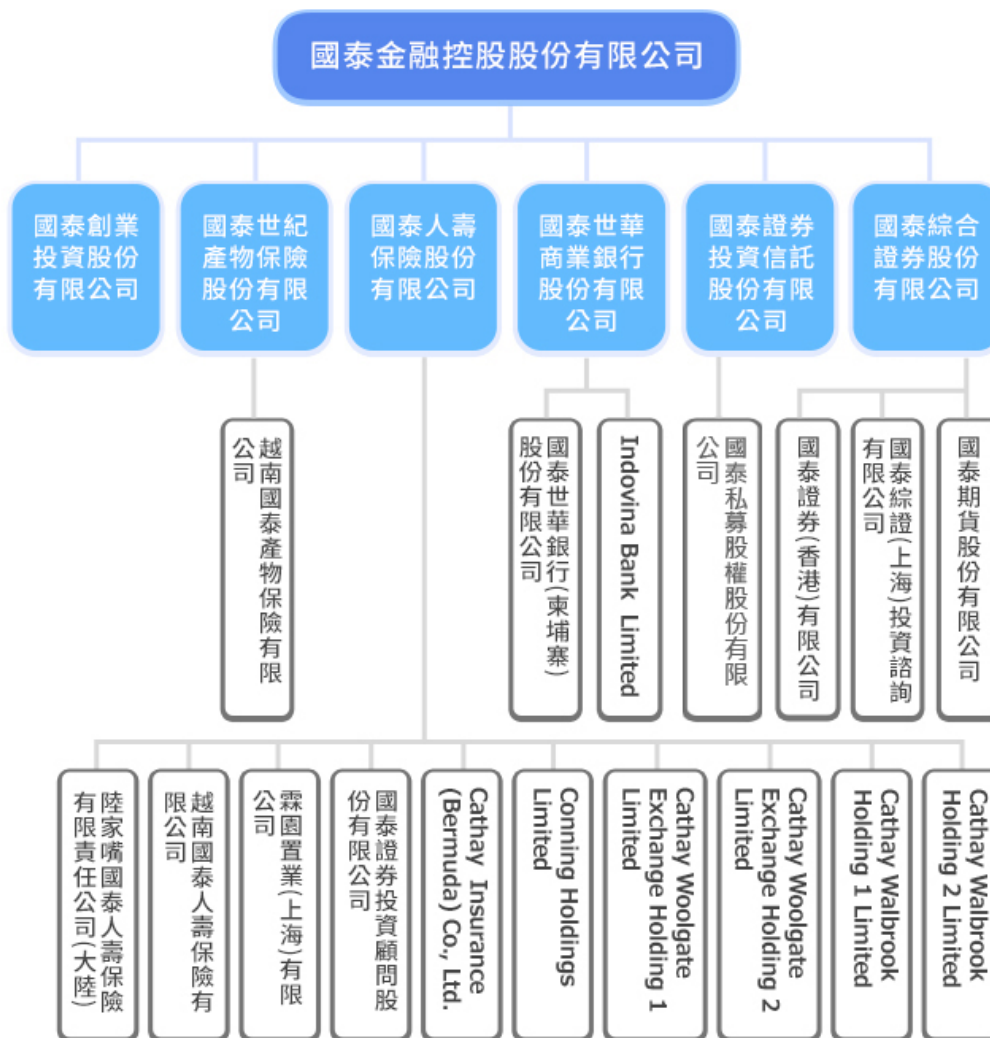 國泰金融控股股份有限公司
國泰創業
投資股份
有限公司
國泰世紀
產物保險
股份有限
公司
國泰人壽
保險股份
有限公司
國泰世華
商業銀行
股份有限
公司
國泰證券
投資信託
股份有限
公司
國泰綜合
證券股份
有限公司
越南國泰產物保險有限
公司
國泰世華銀行(柬埔寨)
股份有限公司
Indovina Bank Limited
國泰私募股權股份有限
公司
國泰證券(香港)有限公司
國泰綜證(上海)投資諮詢
有限公司
國泰期貨股份有限公司
陸家嘴國泰人壽保險
有限責任公司(大陸)
越南國泰人壽保險有
限公司
霖園置業(上海)有限
公司
國泰證券投資顧問股
份有限公司
Cathay Insurance
(Bermuda) Co., Ltd.
Conning Holdings
Limited
Cathay Woolgate
Exchange Holding 1
Limited
Cathay Woolgate
Exchange Holding 2
Limited
Cathay Walbrook
Holding 1 Limited
Cathay Walbrook
Holding 2 Limited